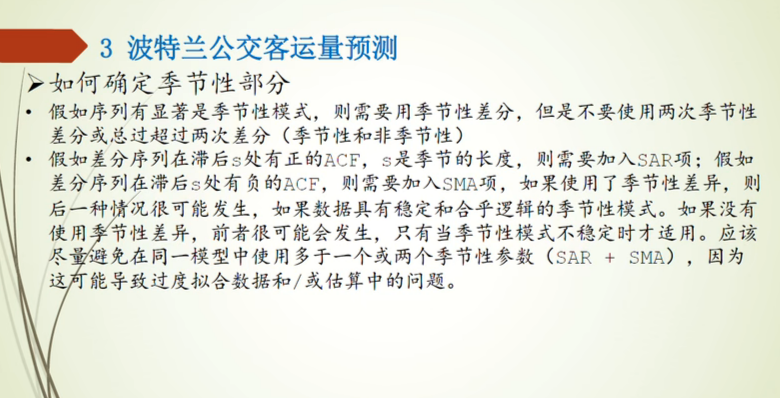 3 波特兰公交客运量预测
➢如何确定季节性部分
• 假如序列有显著是季节性模式，则需要用季节性差分，但是不要使用两次季节性
差分或总过超过两次差分（季节性和非季节性）
• 假如差分序列在滞后s处有正的ACF，s是季节的长度，则需要加入SAR项；假如
差分序列在滞后s处有负的ACF，则需要加入SMA项，如果使用了季节性差异，则
后一种情况很可能发生，如果数据具有稳定和合乎逻辑的季节性模式。如果没有
使用季节性差异，前者很可能会发生，只有当季节性模式不稳定时才适用。应该
尽量避免在同一模型中使用多于一个或两个季节性参数（SAR + SMA），因为
这可能导致过度拟合数据和/或估算中的问题。